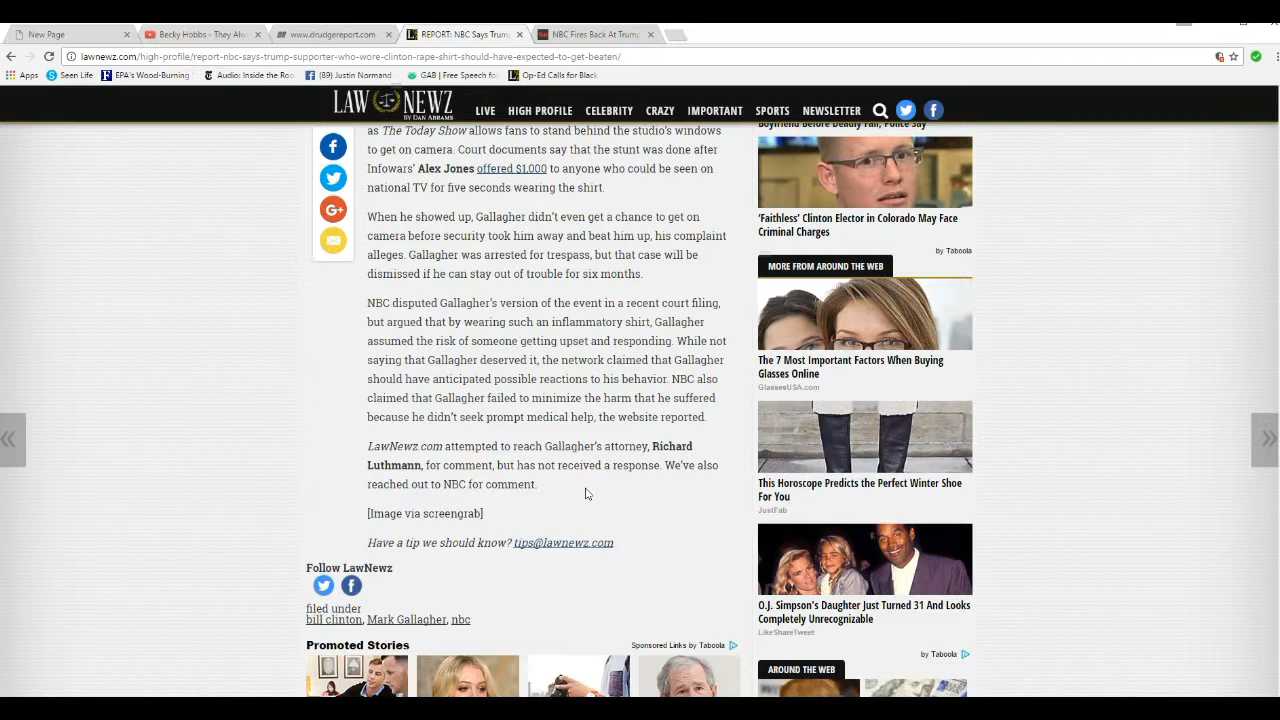 New Page
Becky Hobbs - They Alw
www.drudgereport.com
REPORT: NBC Says Trump
NBC Fires Back At Trump
lawnewz.com/high-profile/report-nbc-says-trump-supporter-who-wore-clinton-rape-shirt-should-have-expected-to-get-beaten/
Apps
Seen Life
EPA's Wood-Burning
Audio: Inside the Ro
(89) Justin Normand
GAB | Free Speech fo
Op-Ed Calls for Black
LAW NEWZ
BY DAN ABRAMS
LIVE
HIGH PROFILE
CELEBRITY
CRAZY
IMPORTANT
SPORTS
NEWSLETTER
as The Today Show allows fans to stand behind the studio's windows
to get on camera. Court documents say that the stunt was done after
Infowars' Alex Jones offered $1,000 to anyone who could be seen on
national TV for five seconds wearing the shirt.
When he showed up, Gallagher didn't even get a chance to get on
camera before security took him away and beat him up, his complaint
alleges. Gallagher was arrested for trespass, but that case will be
dismissed if he can stay out of trouble for six months.
NBC disputed Gallagher's version of the event in a recent court filing,
but argued that by wearing such an inflammatory shirt, Gallagher
assumed the risk of someone getting upset and responding. While not
saying that Gallagher deserved it, the network claimed that Gallagher
should have anticipated possible reactions to his behavior. NBC also
claimed that Gallagher failed to minimize the harm that he suffered
because he didn't seek prompt medical help, the website reported.
LawNewz.com attempted to reach Gallagher's attorney, Richard
Luthmann, for comment, but has not received a response. We've also
reached out to NBC for comment.
[Image via screengrab]
Have a tip we should know? tips@lawnewz.com
Follow LawNewz
filed under
bill clinton, Mark Gallagher, nbc
Promoted Stories
Sponsored Links by Taboola
Boyfriend Before Deadly Fall, Police Say
'Faithless' Clinton Elector in Colorado May Face
Criminal Charges
by Taboola
MORE FROM AROUND THE WEB
The 7 Most Important Factors When Buying
Glasses Online
GlassesUSA.com
This Horoscope Predicts the Perfect Winter Shoe
For You
JustFab
O.J. Simpson's Daughter Just Turned 31 And Looks
Completely Unrecognizable
LikeShareTweet
by Taboola
AROUND THE WEB